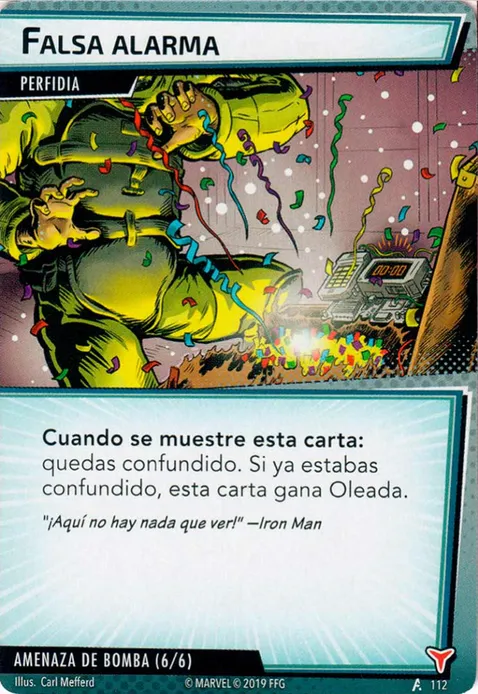 FALSA ALARMA
PERFIDIA
00:00
Cuando se muestre esta carta:
quedas confundido. Si ya estabas
confundido, esta carta gana Oleada.
"¡Aquí no hay nada que ver!" —Iron Man
AMENAZA DE BOMBA (6/6)
Illus. Carl Mefferd
© MARVEL © 2019 FFG
112